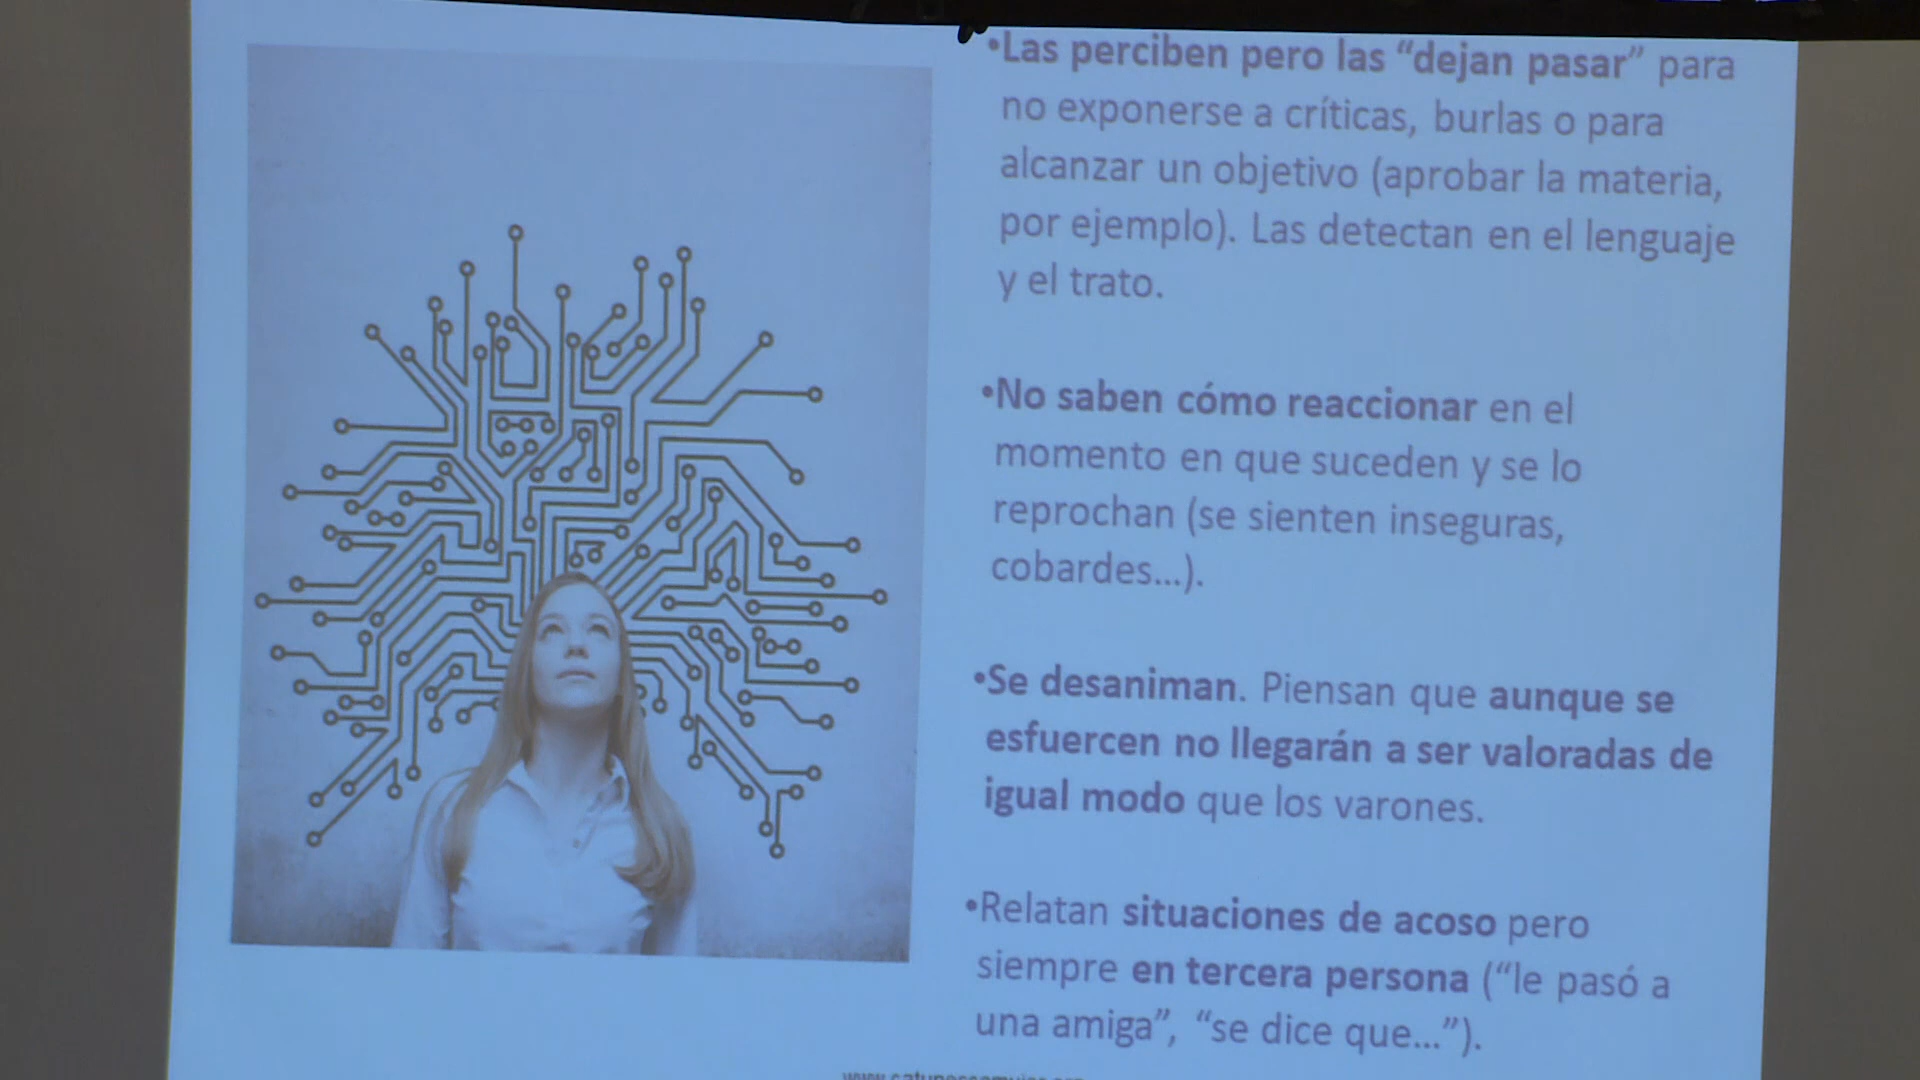 •Las perciben pero las “dejan pasar” para
no exponerse a críticas, burlas o para
alcanzar un objetivo (aprobar la materia,
por ejemplo). Las detectan en el lenguaje
y el trato.
•No saben cómo reaccionar en el
momento en que suceden y se lo
reprochan (se sienten inseguras,
cobardes...).
•Se desaniman. Piensan que aunque se
esfuercen no llegarán a ser valoradas de
igual modo que los varones.
•Relatan situaciones de acoso pero
siempre en tercera persona (“le pasó a
una amiga”, “se dice que...”).